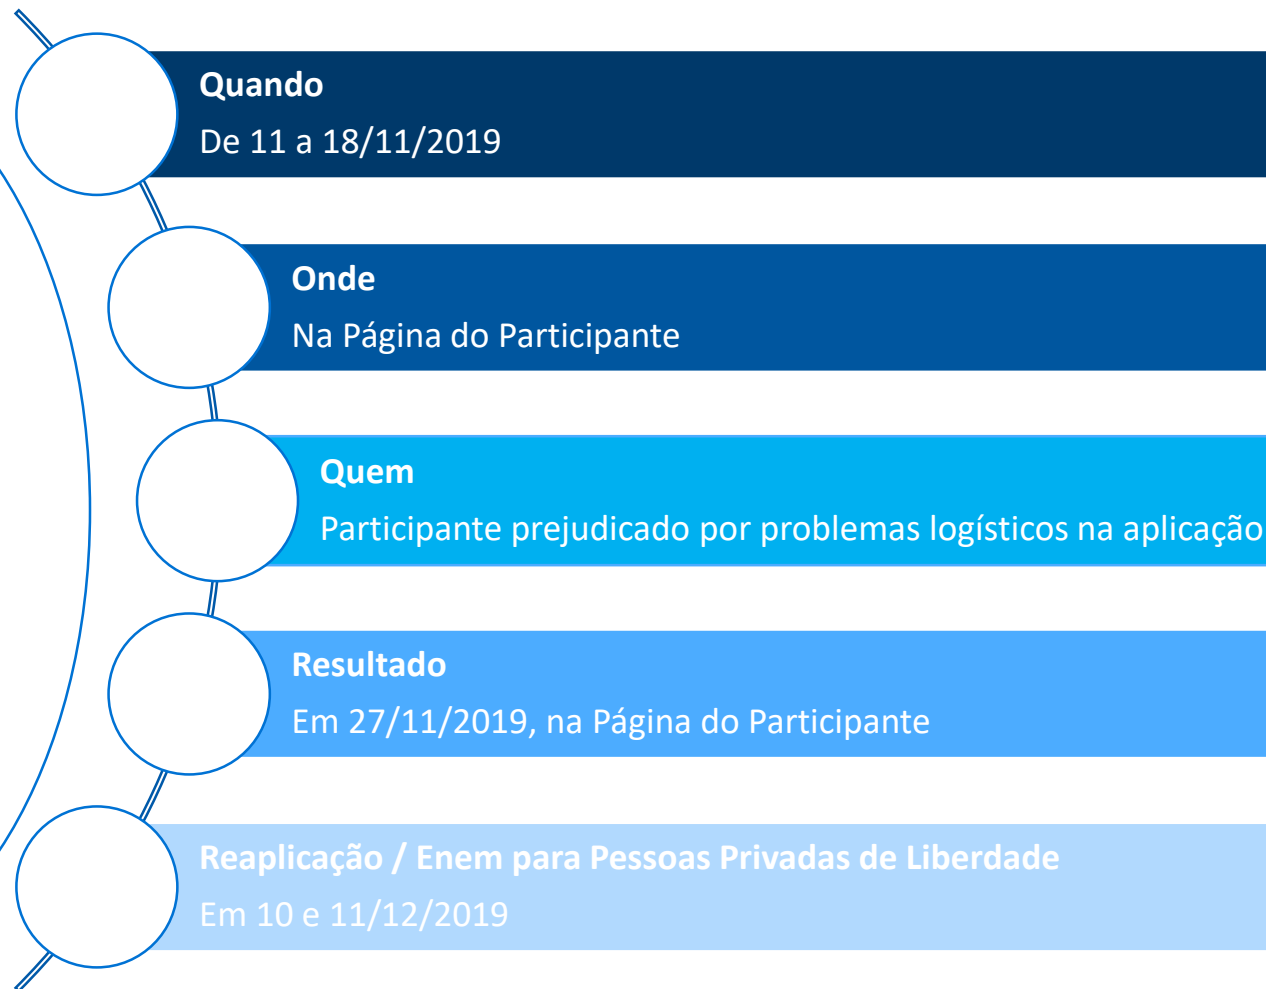 Quando
De 11 a 18/11/2019
Onde
Na Página do Participante
Quem
Participante prejudicado por problemas logísticos na aplicação
Resultado
Em 27/11/2019, na Página do Participante
Reaplicação / Enem para Pessoas Privadas de Liberdade
Em 10 e 11/12/2019